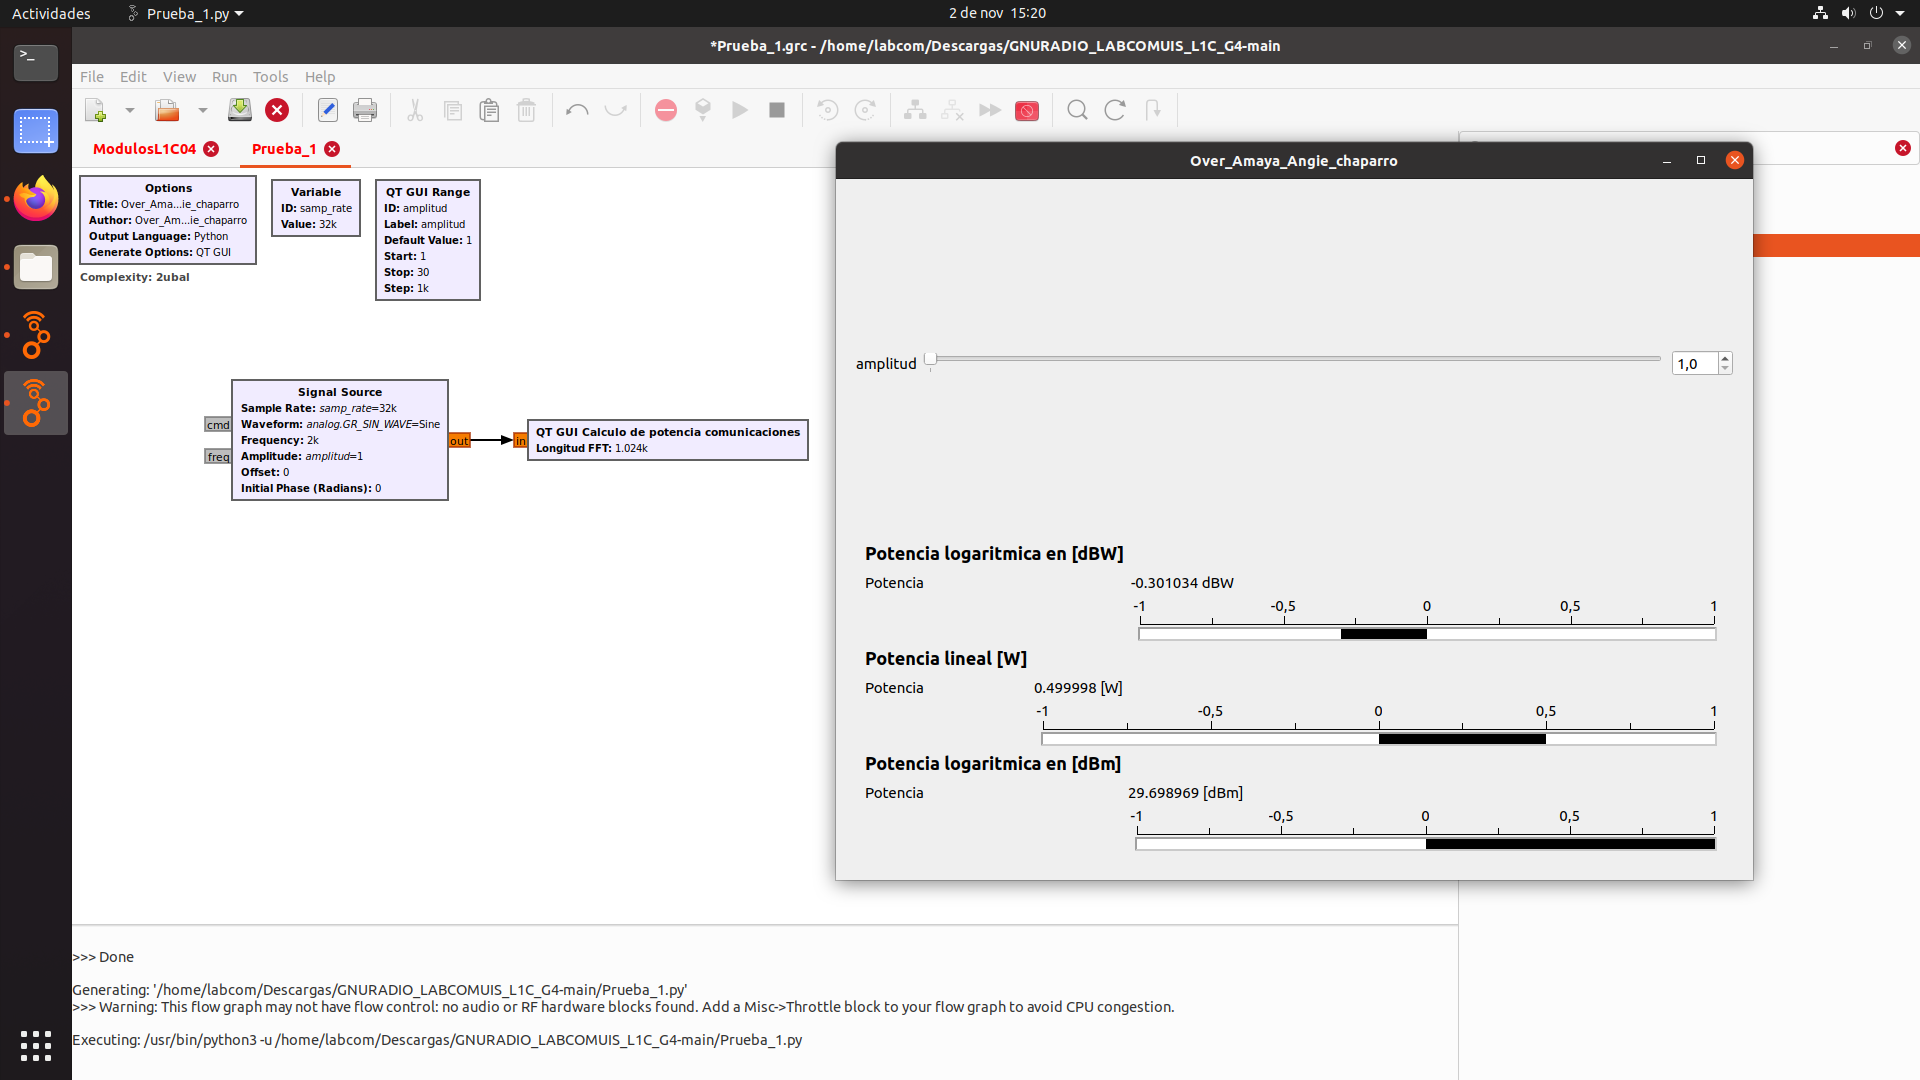 Actividades
Prueba_1.py
2 de nov 15:20
*Prueba_1.grc - /home/labcom/Descargas/GNURADIO_LABCOMUIS_L1C_G4-main
File Edit View Run Tools Help
ModulosL1C04
Prueba_1
Options
Title: Over_Ama...ie_chaparro
Author: Over_Am...ie_chaparro
Output Language: Python
Generate Options: QT GUI
Complexity: 2ubal
Variable
ID: samp_rate
Value: 32k
QT GUI Range
ID: amplitud
Label: amplitud
Default Value: 1
Start: 1
Stop: 30
Step: 1k
Signal Source
Sample Rate: samp_rate=32k
Waveform: analog.GR_SIN_WAVE=Sine
Frequency: 2k
Amplitude: amplitud=1
Offset: 0
Initial Phase (Radians): 0
cmd
freq
out
in
QT GUI Calculo de potencia comunicaciones
Longitud FFT: 1.024k
Over_Amaya_Angie_chaparro
amplitud
1,0
Potencia logaritmica en [dBW]
Potencia
-0.301034 dBW
-1 -0,5 0 0,5 1
Potencia lineal [W]
Potencia
0.499998 [W]
-1 -0,5 0 0,5 1
Potencia logaritmica en [dBm]
Potencia
29.698969 [dBm]
-1 -0,5 0 0,5 1
>>> Done
Generating: '/home/labcom/Descargas/GNURADIO_LABCOMUIS_L1C_G4-main/Prueba_1.py'
>>> Warning: This flow graph may not have flow control: no audio or RF hardware blocks found. Add a Misc->Throttle block to your flow graph to avoid CPU congestion.
Executing: /usr/bin/python3 -u /home/labcom/Descargas/GNURADIO_LABCOMUIS_L1C_G4-main/Prueba_1.py